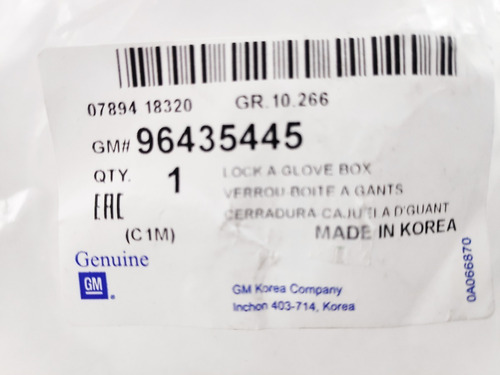 07894 18320 GR.10.266
GM# 96435445
QTY. 1 LOCK A GLOVE BOX
VERROU-BOITE A GANTS
EAC CERRADURA-CAJUTI A D'GUANT
(C1M) MADE IN KOREA
Genuine
GM
GM Korea Company
Inchon 403-714, Korea
0A066870